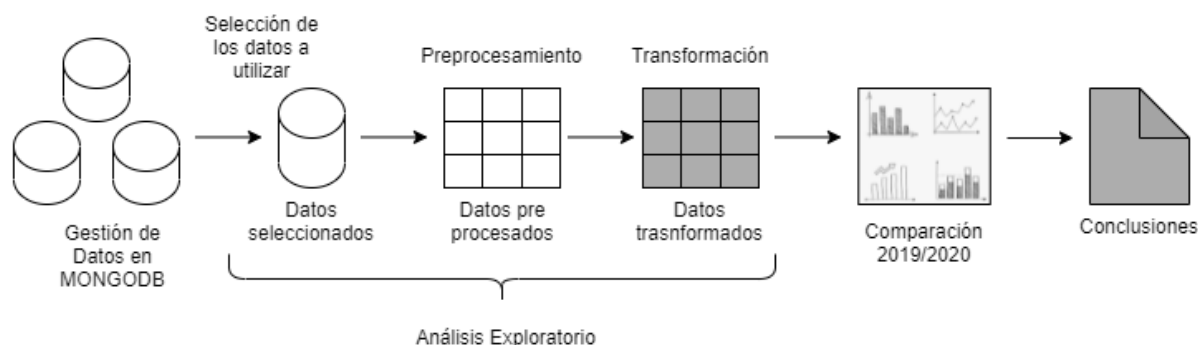 Selección de
los datos a
utilizar
Preprocesamiento
Transformación
Gestión de
Datos en
MONGODB
Datos
seleccionados
Datos pre
procesados
Datos
trasnformados
Comparación
2019/2020
Conclusiones
Análisis Exploratorio